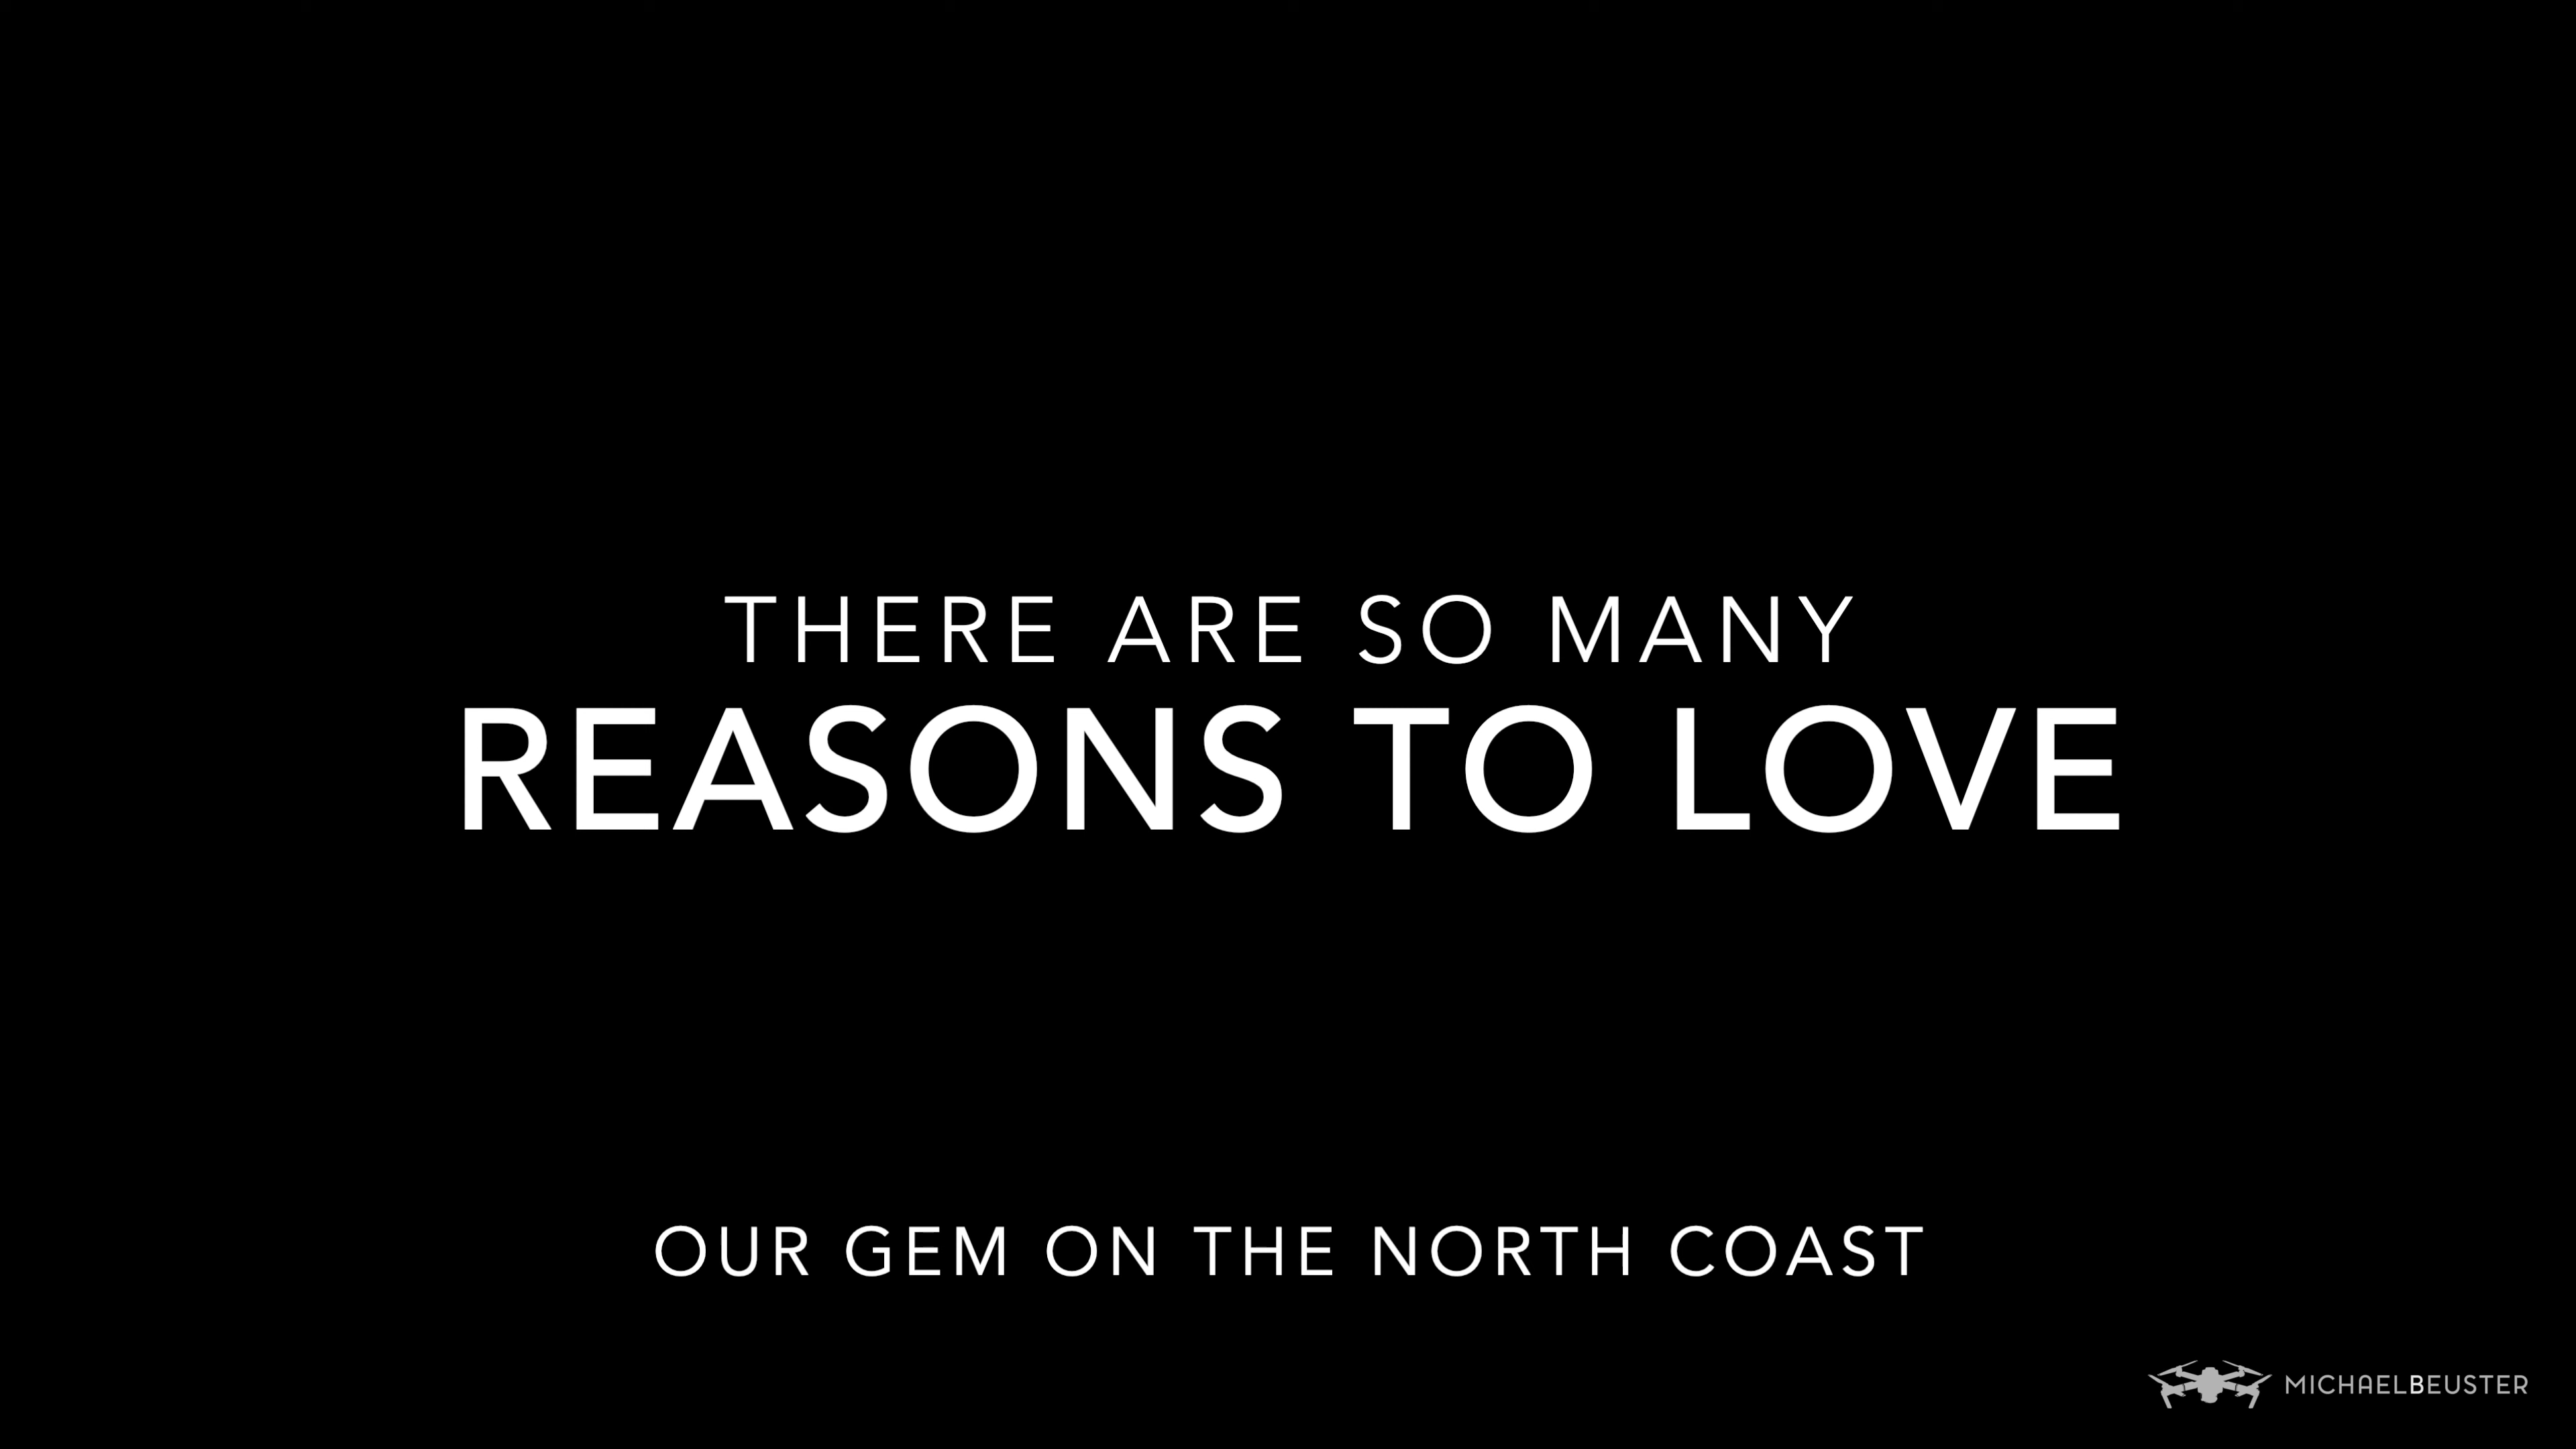 THERE ARE SO MANY
REASONS TO LOVE
OUR GEM ON THE NORTH COAST
MICHAELBEUSTER